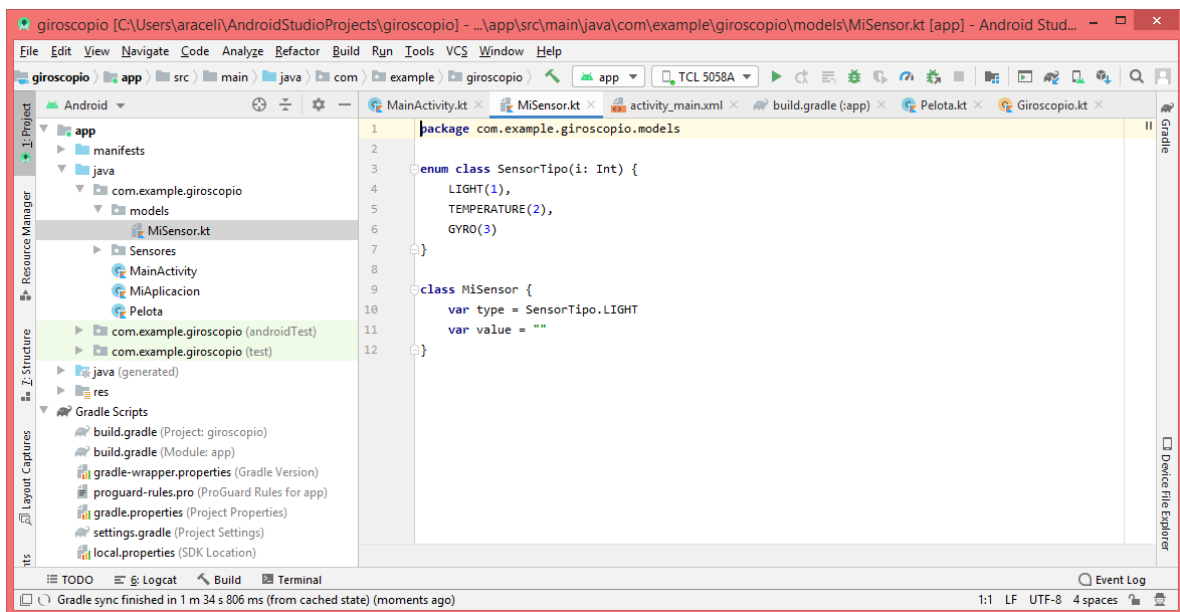 giroscopio [C:\Users\araceli\AndroidStudioProjects\giroscopio] - ...\app\src\main\java\com\example\giroscopio\models\MiSensor.kt [app] - Android Stud...
File Edit View Navigate Code Analyze Refactor Build Run Tools VCS Window Help
giroscopio app src main java com example giroscopio app TCL 5058A
Android
MainActivity.kt MiSensor.kt activity_main.xml build.gradle (:app) Pelota.kt Giroscopio.kt
1: Project
Resource Manager
Z: Structure
Layout Captures
app
manifests
java
com.example.giroscopio
models
MiSensor.kt
Sensores
MainActivity
MiAplicacion
Pelota
com.example.giroscopio (androidTest)
com.example.giroscopio (test)
java (generated)
res
Gradle Scripts
build.gradle (Project: giroscopio)
build.gradle (Module: app)
gradle-wrapper.properties (Gradle Version)
proguard-rules.pro (ProGuard Rules for app)
gradle.properties (Project Properties)
settings.gradle (Project Settings)
local.properties (SDK Location)
1 package com.example.giroscopio.models
2
3 enum class SensorTipo(i: Int) {
4 LIGHT(1),
5 TEMPERATURE(2),
6 GYRO(3)
7 }
8
9 class MiSensor {
10 var type = SensorTipo.LIGHT
11 var value = ""
12 }
Gradle
Device File Explorer
TODO 6: Logcat Build Terminal Event Log
Gradle sync finished in 1 m 34 s 806 ms (from cached state) (moments ago) 1:1 LF UTF-8 4 spaces